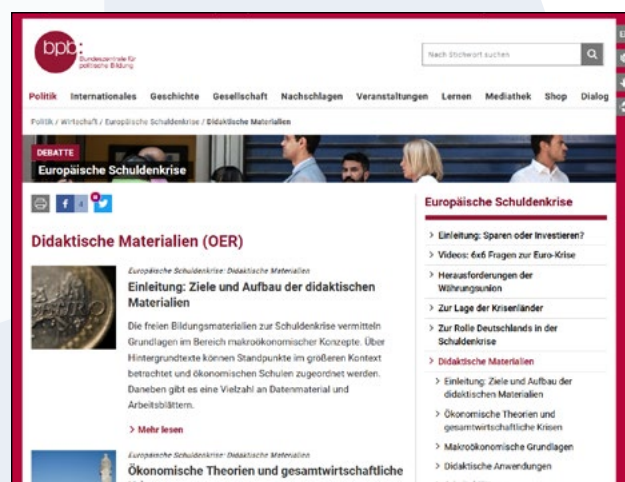 bpb:
Bundeszentrale für
politische Bildung
Nach Stichwort suchen
Politik Internationales Geschichte Gesellschaft Nachschlagen Veranstaltungen Lernen Mediathek Shop Dialog
Politik / Wirtschaft / Europäische Schuldenkrise / Didaktische Materialien
DEBATTE
Europäische Schuldenkrise
f 4
Didaktische Materialien (OER)
Europäische Schuldenkrise: Didaktische Materialien
Einleitung: Ziele und Aufbau der didaktischen
Materialien
Die freien Bildungsmaterialien zur Schuldenkrise vermitteln
Grundlagen im Bereich makroökonomischer Konzepte. Über
Hintergrundtexte können Standpunkte im größeren Kontext
betrachtet und ökonomischen Schulen zugeordnet werden.
Daneben gibt es eine Vielzahl an Datenmaterial und
Arbeitsblättern.
> Mehr lesen
EURO
Europäische Schuldenkrise: Didaktische Materialien
Ökonomische Theorien und gesamtwirtschaftliche
Europäische Schuldenkrise
> Einleitung: Sparen oder Investieren?
> Videos: 6x6 Fragen zur Euro-Krise
> Herausforderungen der
Währungsunion
> Zur Lage der Krisenländer
> Zur Rolle Deutschlands in der
Schuldenkrise
> Didaktische Materialien
> Einleitung: Ziele und Aufbau der
didaktischen Materialien
> Ökonomische Theorien und
gesamtwirtschaftliche Krisen
> Makroökonomische Grundlagen
> Didaktische Anwendungen